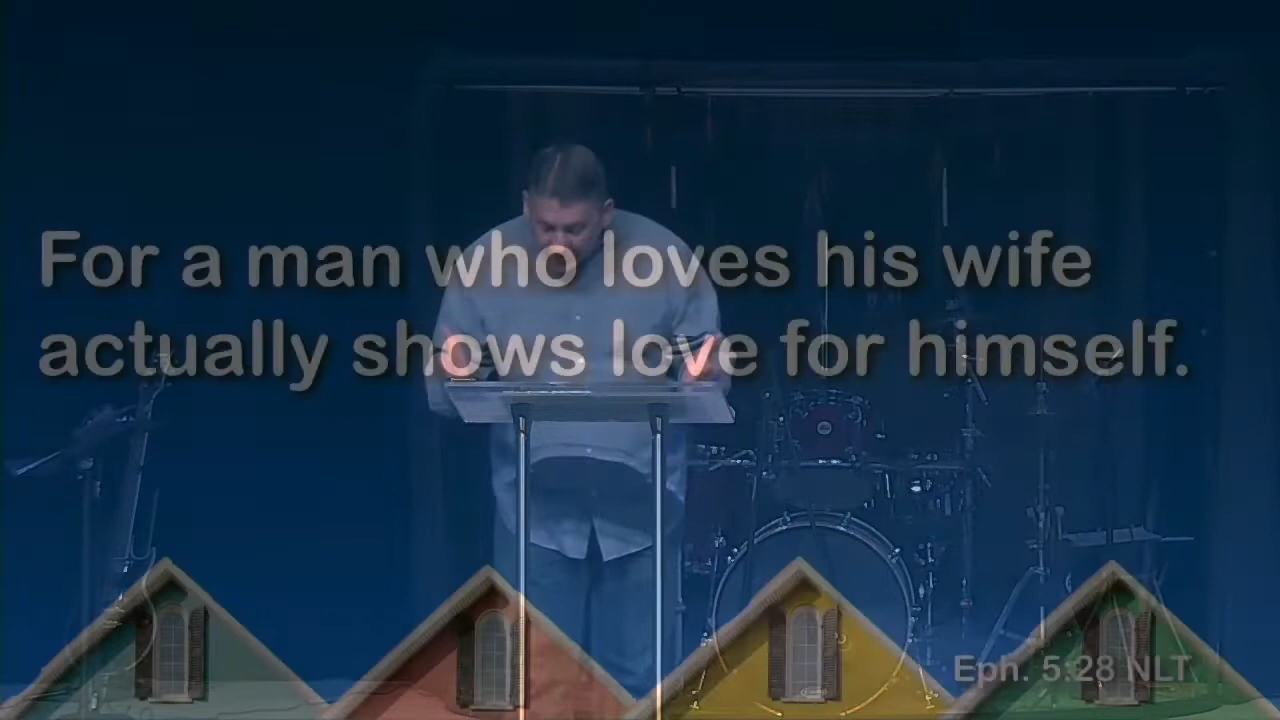 For a man who loves his wife
actually shows love for himself.
Eph. 5:28 NLT